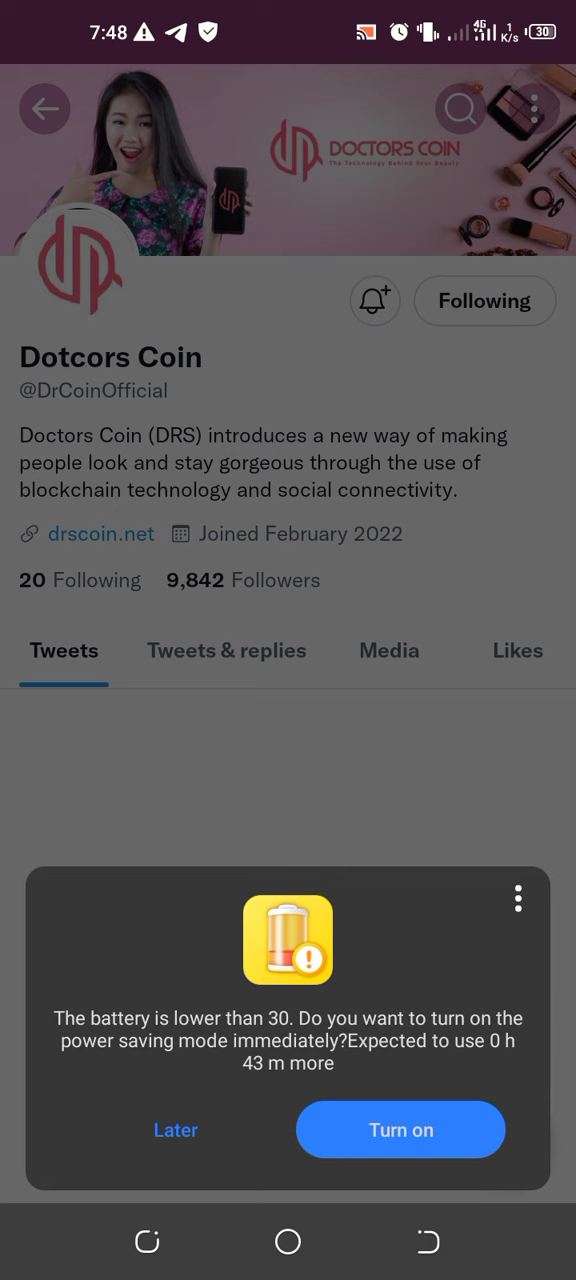 7:48
4G
1
K/s
30
DOCTORS COIN
The Technology Behind Your Beauty
Following
Dotcors Coin
@DrCoinOfficial
Doctors Coin (DRS) introduces a new way of making
people look and stay gorgeous through the use of
blockchain technology and social connectivity.
drscoin.net Joined February 2022
20 Following 9,842 Followers
Tweets Tweets & replies Media Likes
The battery is lower than 30. Do you want to turn on the
power saving mode immediately?Expected to use 0 h
43 m more
Later Turn on